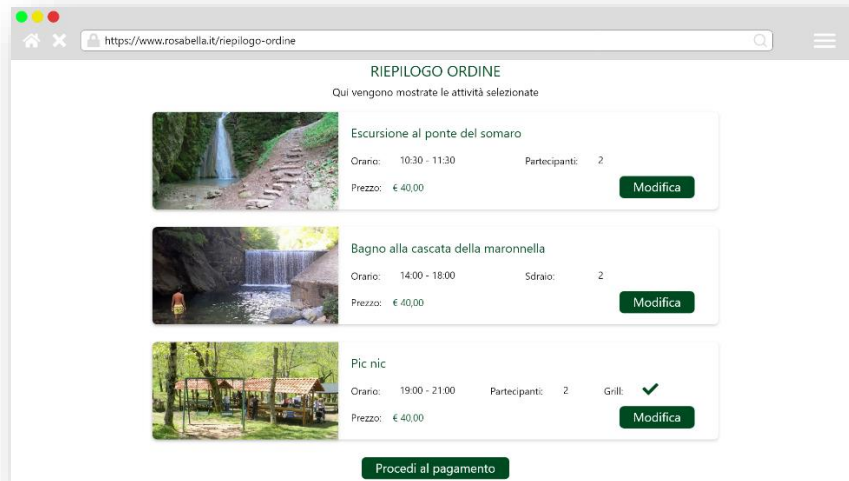 https://www.rosabella.it/riepilogo-ordine
RIEPILOGO ORDINE
Qui vengono mostrate le attività selezionate
Escursione al ponte del somaro
Orario: 10:30 - 11:30 Partecipanti: 2
Prezzo: € 40,00 Modifica
Bagno alla cascata della maronnella
Orario: 14:00 - 18:00 Sdraio: 2
Prezzo: € 40,00 Modifica
Pic nic
Orario: 19:00 - 21:00 Partecipanti: 2 Grill:
Prezzo: € 40,00 Modifica
Procedi al pagamento